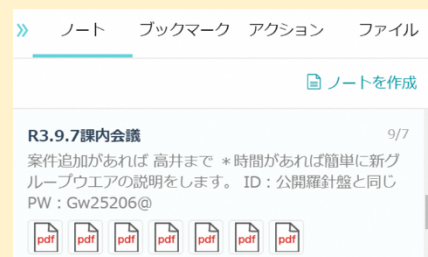 » ノート ブックマーク アクション ファイル
ノートを作成
R3.9.7課内会議 9/7
案件追加があれば 高井まで ＊時間があれば簡単に新グ
ループウエアの説明をします。 ID：公開羅針盤と同じ
PW：Gw25206@
pdf pdf pdf pdf pdf pdf pdf